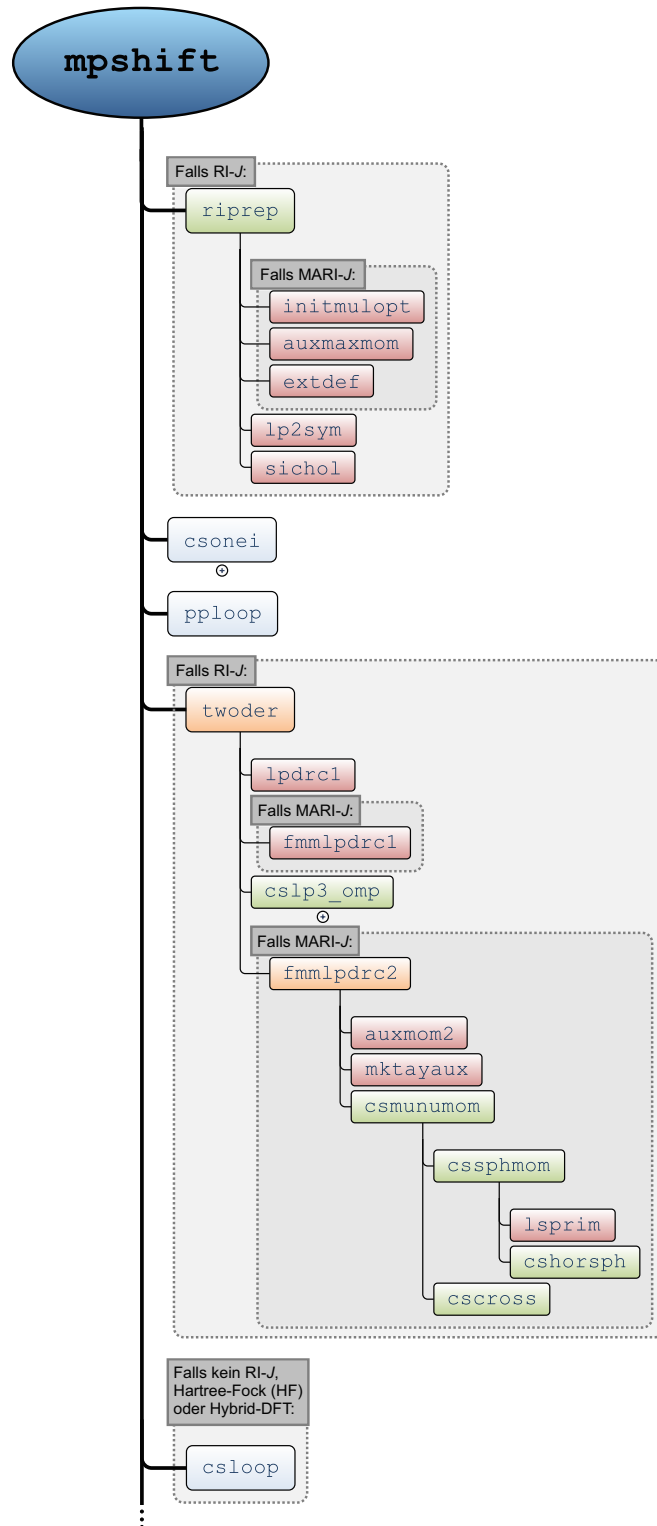 mpshift
Falls RI-J:
riprep
Falls MARI-J:
initmulopt
auxmaxmom
extdef
lp2sym
sichol
csonei
pploop
Falls RI-J:
twoder
lpdrc1
Falls MARI-J:
fmmlpdrc1
cslp3_omp
Falls MARI-J:
fmmlpdrc2
auxmom2
mktayaux
csmunumom
cssphmom
lsprim
cshorsph
cscross
Falls kein RI-J,
Hartree-Fock (HF)
oder Hybrid-DFT:
csloop